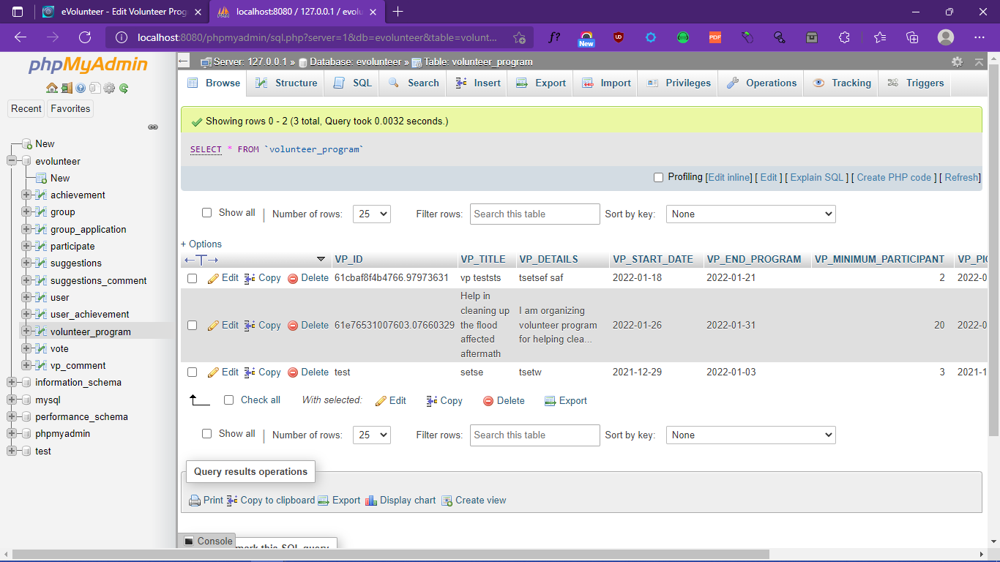 eVolunteer - Edit Volunteer Prog
localhost:8080 / 127.0.0.1 / evolu
localhost:8080/phpmyadmin/sql.php?server=1&db=evolunteer&table=volunt...
f?
New
PDF
phpMyAdmin
Recent
Favorites
New
evolunteer
New
achievement
group
group_application
participate
suggestions
suggestions_comment
user
user_achievement
volunteer_program
vote
vp_comment
information_schema
mysql
performance_schema
phpmyadmin
test
Server: 127.0.0.1 » Database: evolunteer » Table: volunteer_program
Browse Structure SQL Search Insert Export Import Privileges Operations Tracking Triggers
Showing rows 0 - 2 (3 total, Query took 0.0032 seconds.)
SELECT * FROM `volunteer_program`
Profiling [Edit inline] [ Edit ] [ Explain SQL ] [ Create PHP code ] [ Refresh]
Show all | Number of rows: 25 Filter rows: Search this table Sort by key: None
+ Options
←T→ VP_ID VP_TITLE VP_DETAILS VP_START_DATE VP_END_PROGRAM VP_MINIMUM_PARTICIPANT VP_PI
Edit Copy Delete 61cbaf8f4b4766.97973631 vp teststs tsetsef saf 2022-01-18 2022-01-21 2 2022-0
Help in
cleaning up I am organizing
Edit Copy Delete 61e76531007603.07660329 the flood volunteer program 2022-01-26 2022-01-31 20 2022-0
affected for helping clea...
aftermath
Edit Copy Delete test setse tsetw 2021-12-29 2022-01-03 3 2021-1
Check all With selected: Edit Copy Delete Export
Show all | Number of rows: 25 Filter rows: Search this table Sort by key: None
Query results operations
Print Copy to clipboard Export Display chart Create view
Console
mark this SQL query